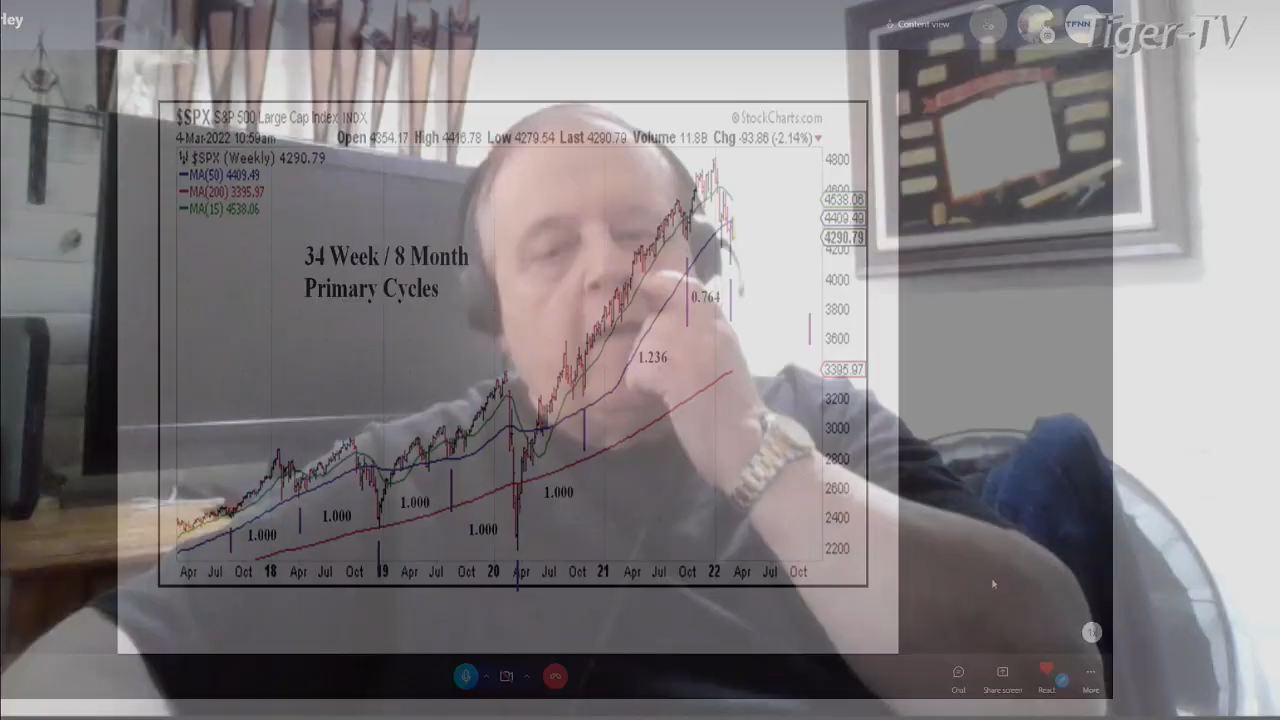 rley
Content view
TFNN
Tiger-TV
$SPX S&P 500 Large Cap Index INDX
© StockCharts.com
4-Mar-2022 10:59am
Open 4354.17 High 4416.78 Low 4279.54 Last 4290.79 Volume 11.8B Chg -93.86 (-2.14%)
$SPX (Weekly) 4290.79
MA(50) 4409.49
MA(200) 3395.97
MA(15) 4538.06
34 Week / 8 Month
Primary Cycles
4800
4600
4538.06
4409.49
4290.79
4200
4000
3800
3600
3395.97
3200
3000
2800
2600
2400
2200
0.764
1.236
1.000
1.000
1.000
1.000
1.000
Apr Jul Oct 18 Apr Jul Oct 19 Apr Jul Oct 20 Apr Jul Oct 21 Apr Jul Oct 22 Apr Jul Oct
1x
Chat
Share screen
React
More